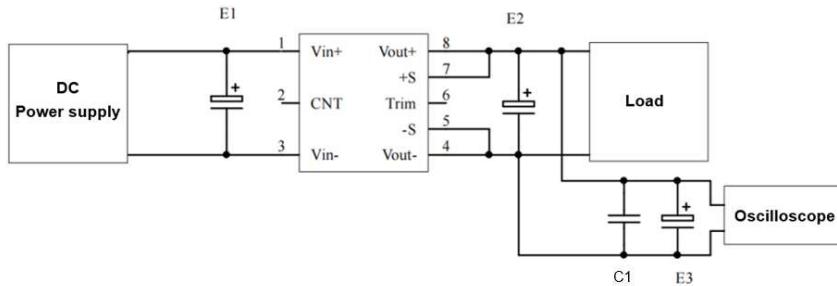 E1
E2
DC
Power supply
1
Vin+
Vout+
8
+S
7
2
CNT
Trim
6
-S
5
3
Vin-
Vout-
4
+
+
Load
+
Oscilloscope
C1
E3